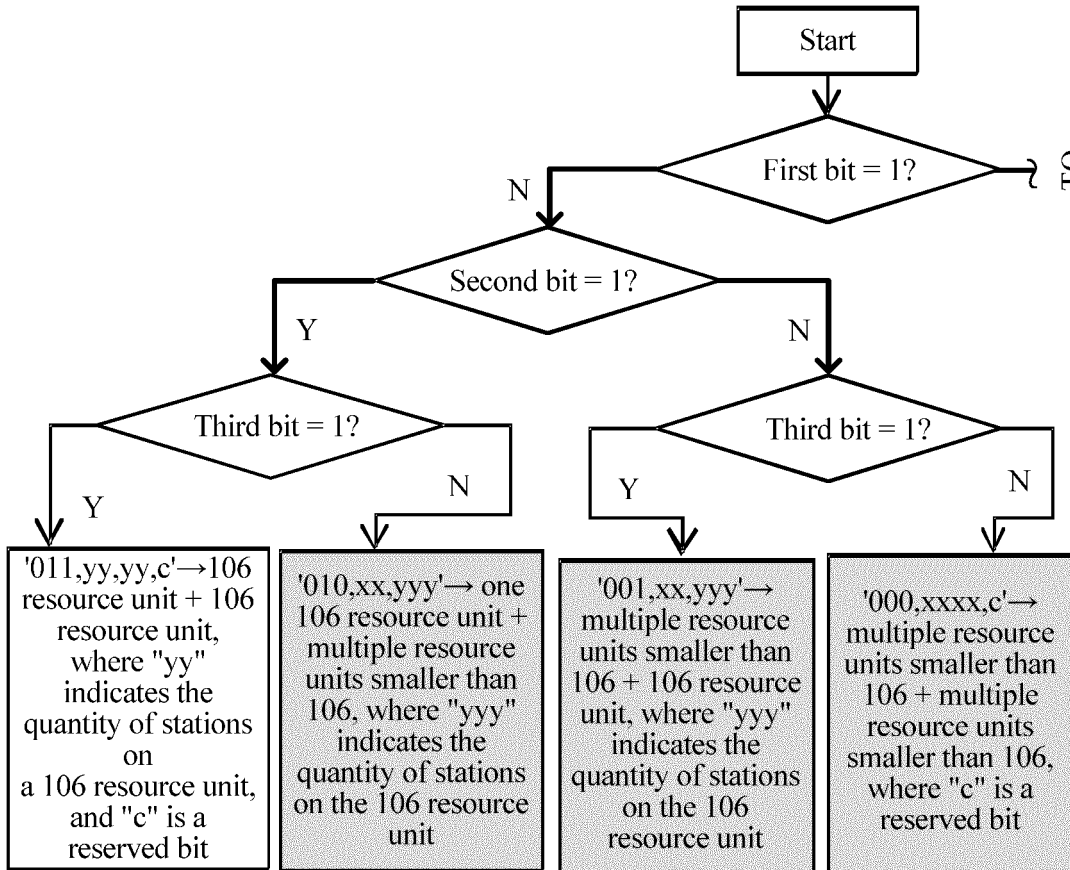 Start
First bit = 1?
TO
N
Second bit = 1?
Y
N
Third bit = 1?
Third bit = 1?
Y
N
Y
N
'011,yy,yy,c'→106
resource unit + 106
resource unit,
where "yy"
indicates the
quantity of stations
on
a 106 resource unit,
and "c" is a
reserved bit
'010,xx,yyy'→ one
106 resource unit +
multiple resource
units smaller than
106, where "yyy"
indicates the
quantity of stations
on the 106 resource
unit
'001,xx,yyy'→
multiple resource
units smaller than
106 + 106 resource
unit, where "yyy"
indicates the
quantity of stations
on the 106
resource unit
'000,xxxx,c'→
multiple resource
units smaller than
106 + multiple
resource units
smaller than 106,
where "c" is a
reserved bit